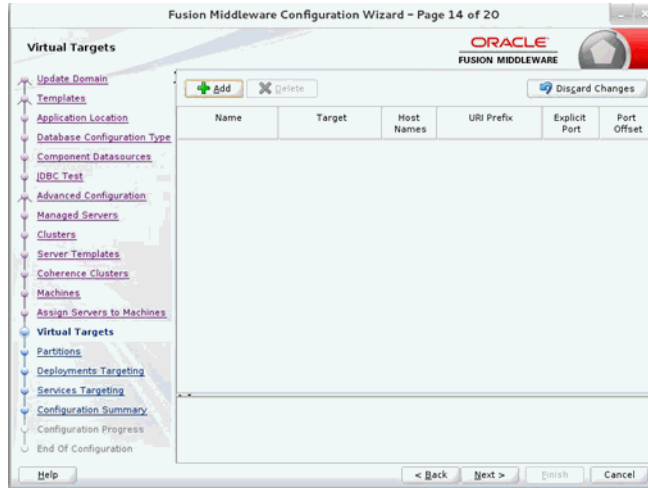 Fusion Middleware Configuration Wizard - Page 14 of 20
Virtual Targets
ORACLE
FUSION MIDDLEWARE
Update Domain
Templates
Application Location
Database Configuration Type
Component Datasources
JDBC Test
Advanced Configuration
Managed Servers
Clusters
Server Templates
Coherence Clusters
Machines
Assign Servers to Machines
Virtual Targets
Partitions
Deployments Targeting
Services Targeting
Configuration Summary
Configuration Progress
End Of Configuration
Add Delete Discard Changes
Name Target Host Names URI Prefix Explicit Port Port Offset
Help < Back Next > Finish Cancel